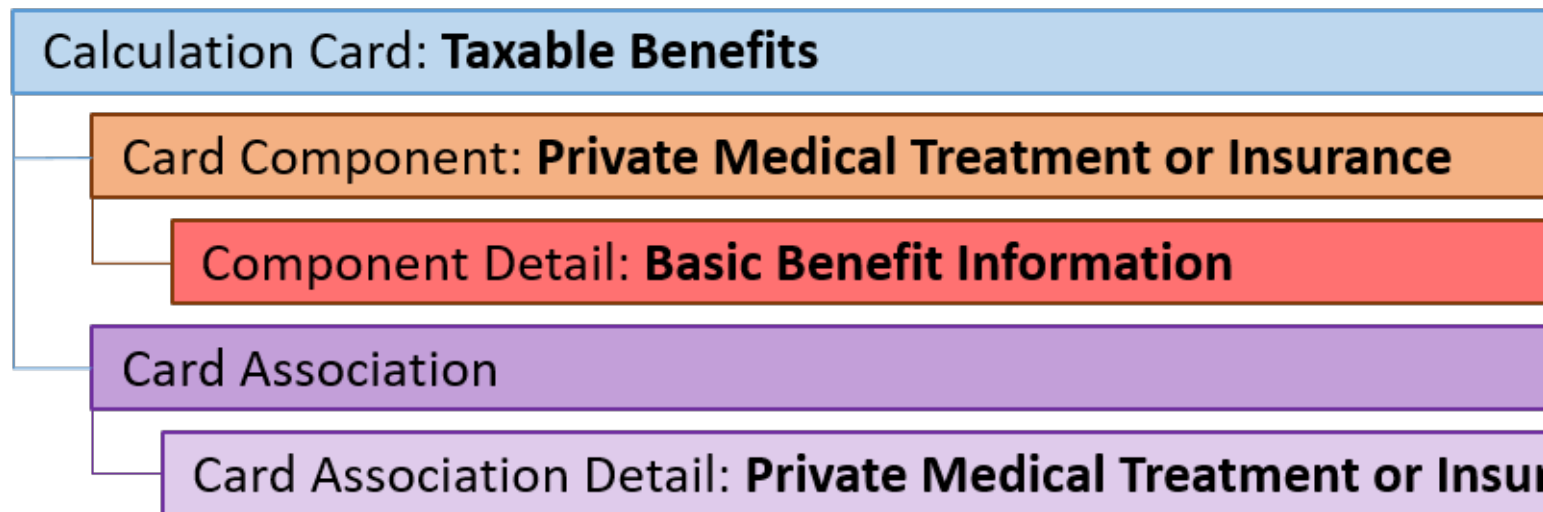 Calculation Card: Taxable Benefits
Card Component: Private Medical Treatment or Insurance
Component Detail: Basic Benefit Information
Card Association
Card Association Detail: Private Medical Treatment or